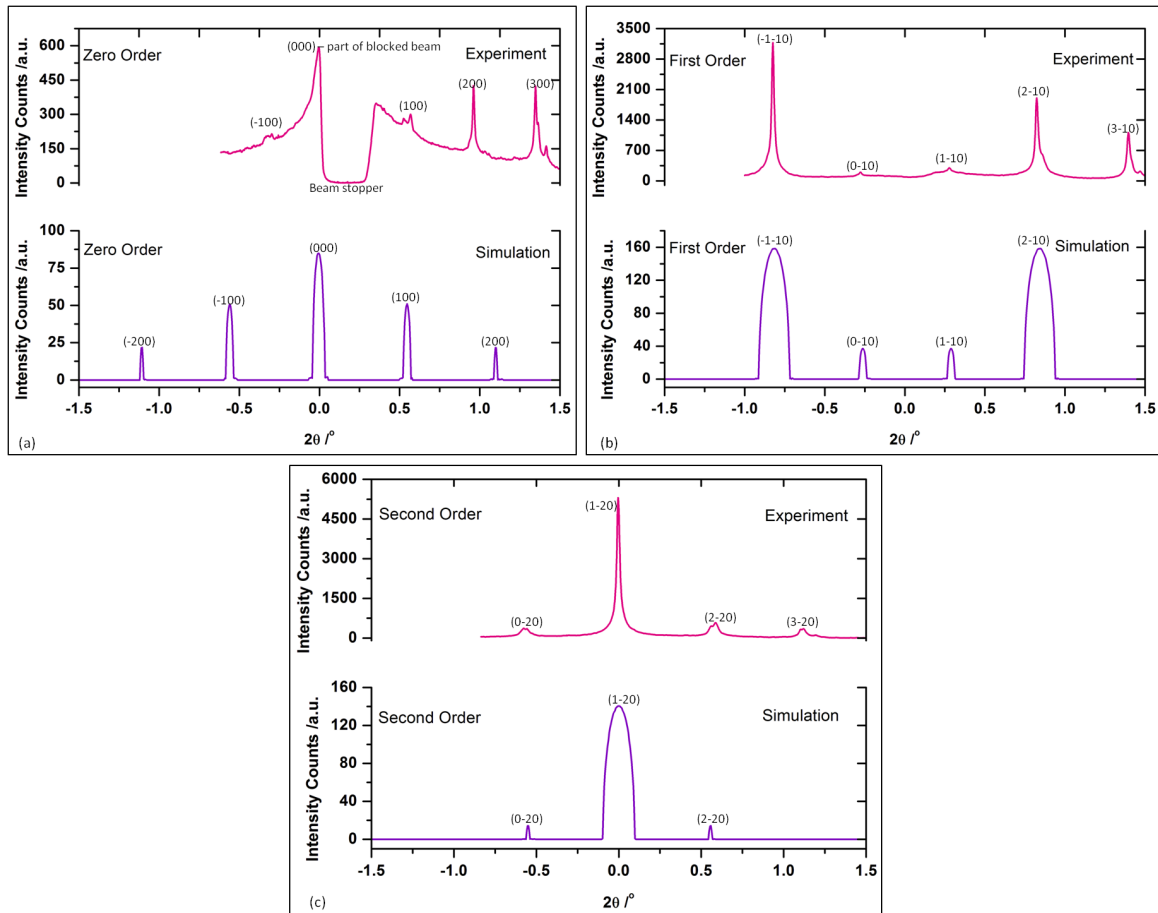 (000) – part of blocked beam
Zero Order
Experiment
600
450
300
150
0
(-100)
(100)
(200)
(300)
Beam stopper
Intensity Counts /a.u.
Zero Order
Simulation
100
75
50
25
0
(-200)
(-100)
(000)
(100)
(200)
Intensity Counts /a.u.
-1.5 -1.0 -0.5 0.0 0.5 1.0 1.5
2θ /°
(a)
First Order
Experiment
3500
2800
2100
1400
700
0
(-1-10)
(0-10)
(1-10)
(2-10)
(3-10)
Intensity Counts /a.u.
First Order
Simulation
160
120
80
40
0
(-1-10)
(0-10)
(1-10)
(2-10)
Intensity Counts /a.u.
-1.5 -1.0 -0.5 0.0 0.5 1.0 1.5
2θ /°
(b)
Second Order
Experiment
6000
4500
3000
1500
0
(0-20)
(1-20)
(2-20)
(3-20)
Intensity Counts /a.u.
Second Order
Simulation
160
120
80
40
0
(0-20)
(1-20)
(2-20)
Intensity Counts /a.u.
-1.5 -1.0 -0.5 0.0 0.5 1.0 1.5
2θ /°
(c)